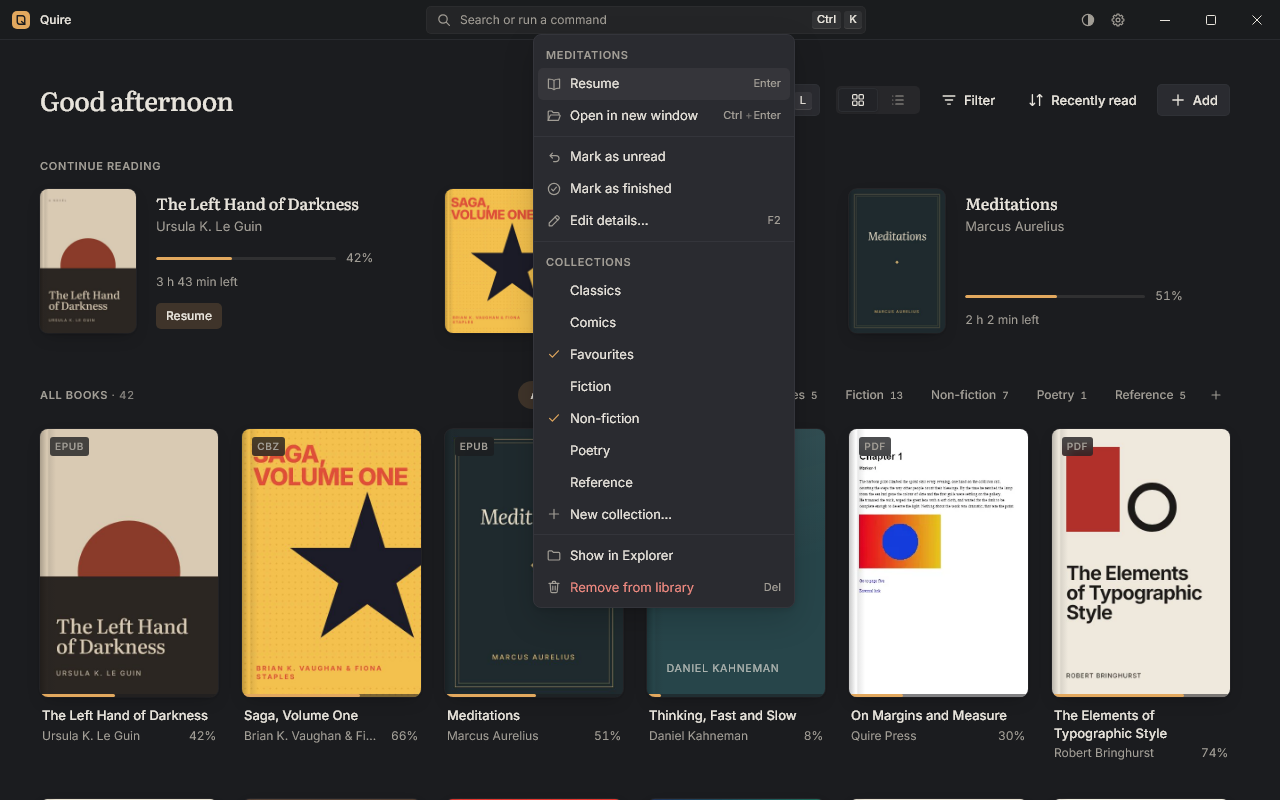 Quire
Search or run a command
Ctrl K
MEDITATIONS
Resume Enter
Open in new window Ctrl + Enter
Mark as unread
Mark as finished
Edit details... F2
COLLECTIONS
Classics
Comics
Favourites
Fiction
Non-fiction
Poetry
Reference
New collection...
Show in Explorer
Remove from library Del
Good afternoon
L
Filter
Recently read
Add
CONTINUE READING
The Left Hand
of Darkness
URSULA K. LE GUIN
The Left Hand of Darkness
Ursula K. Le Guin
42%
3 h 43 min left
Resume
SAGA,
VOLUME ONE
BRIAN K. VAUGHAN & FIONA
STAPLES
Meditations
MARCUS AURELIUS
Meditations
Marcus Aurelius
51%
2 h 2 min left
ALL BOOKS · 42
5
Fiction 13
Non-fiction 7
Poetry 1
Reference 5
EPUB
The Left Hand
of Darkness
URSULA K. LE GUIN
The Left Hand of Darkness
Ursula K. Le Guin 42%
CBZ
SAGA,
VOLUME ONE
BRIAN K. VAUGHAN & FIONA
STAPLES
Saga, Volume One
Brian K. Vaughan & Fi... 66%
EPUB
Medit
MARCUS AURELIUS
Meditations
Marcus Aurelius 51%
DANIEL KAHNEMAN
Thinking, Fast and Slow
Daniel Kahneman 8%
PDF
Chapter 1
On Margins and Measure
Quire Press 30%
PDF
The Elements
of Typographic
Style
ROBERT BRINGHURST
The Elements of
Typographic Style
Robert Bringhurst 74%